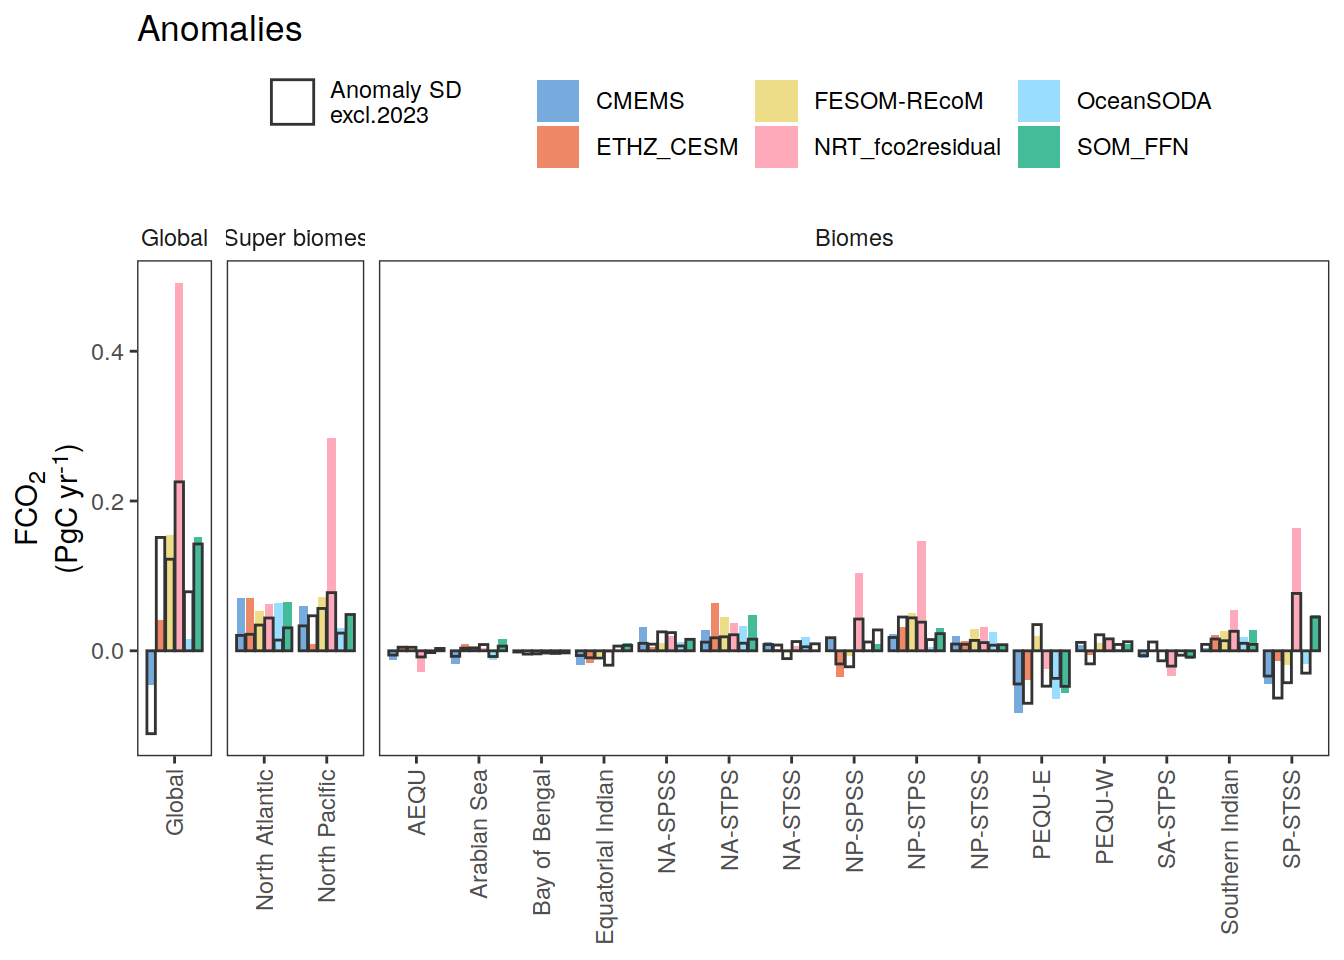 Anomalies
Anomaly SD
excl.2023
CMEMS
FESOM-REcoM
OceanSODA
ETHZ_CESM
NRT_fco2residual
SOM_FFN
Global
Super biomes
Biomes
FCO₂
(PgC yr⁻¹)
0.4
0.2
0.0
Global
North Atlantic
North Pacific
AEQU
Arabian Sea
Bay of Bengal
Equatorial Indian
NA-SPSS
NA-STPS
NA-STSS
NP-SPSS
NP-STPS
NP-STSS
PEQU-E
PEQU-W
SA-STPS
Southern Indian
SP-STSS